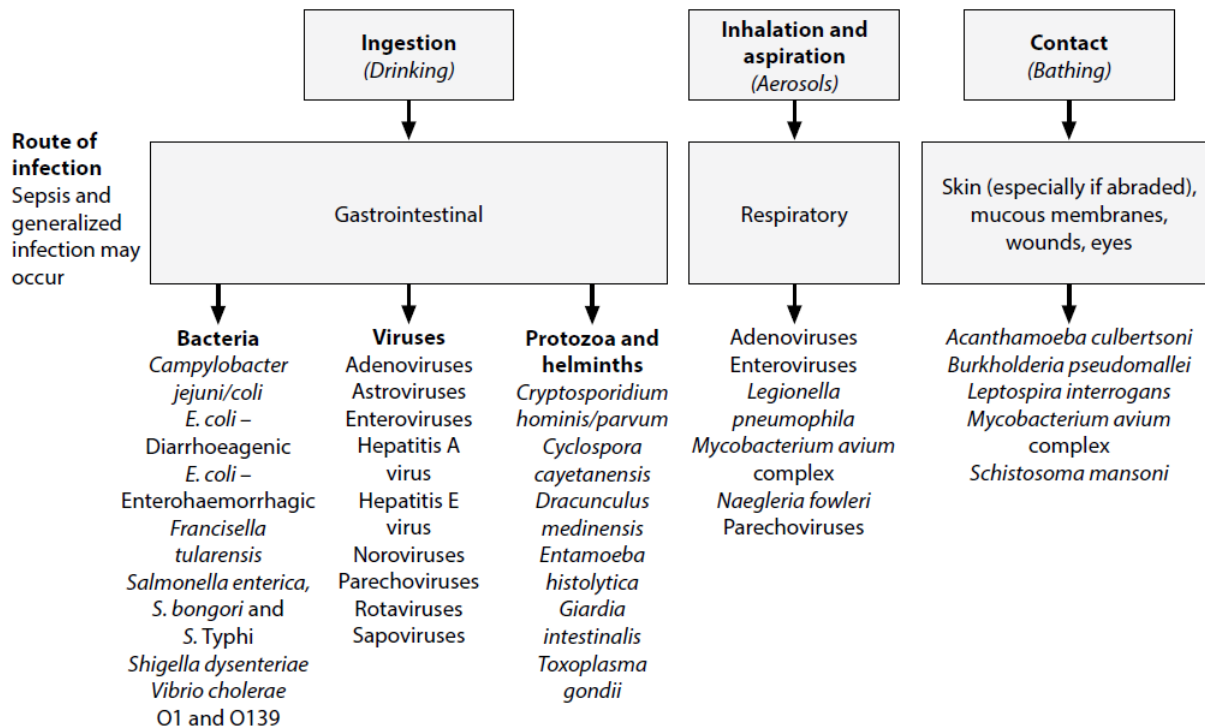 Ingestion
(Drinking)
Inhalation and
aspiration
(Aerosols)
Contact
(Bathing)
Route of
infection
Sepsis and
generalized
infection may
occur
Gastrointestinal
Respiratory
Skin (especially if abraded),
mucous membranes,
wounds, eyes
Bacteria
Campylobacter
jejuni/coli
E. coli –
Diarrhoeagenic
E. coli –
Enterohaemorrhagic
Francisella
tularensis
Salmonella enterica,
S. bongori and
S. Typhi
Shigella dysenteriae
Vibrio cholerae
O1 and O139
Viruses
Adenoviruses
Astroviruses
Enteroviruses
Hepatitis A
virus
Hepatitis E
virus
Noroviruses
Parechoviruses
Rotaviruses
Sapoviruses
Protozoa and
helminths
Cryptosporidium
hominis/parvum
Cyclospora
cayetanensis
Dracunculus
medinensis
Entamoeba
histolytica
Giardia
intestinalis
Toxoplasma
gondii
Adenoviruses
Enteroviruses
Legionella
pneumophila
Mycobacterium avium
complex
Naegleria fowleri
Parechoviruses
Acanthamoeba culbertsoni
Burkholderia pseudomallei
Leptospira interrogans
Mycobacterium avium
complex
Schistosoma mansoni